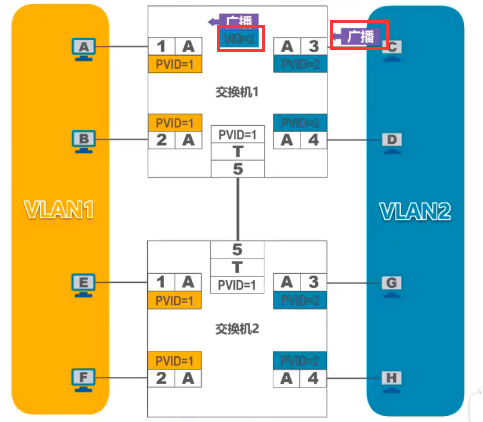 广播
广播
VID=2
A
1 A
A 3
C
PVID=1
PVID=2
交换机1
B
PVID=1
2 A
PVID=1
T
5
PVID=2
A 4
D
VLAN1
VLAN2
5
T
PVID=1
E
1 A
PVID=1
A 3
PVID=2
G
交换机2
F
PVID=1
2 A
PVID=2
A 4
H